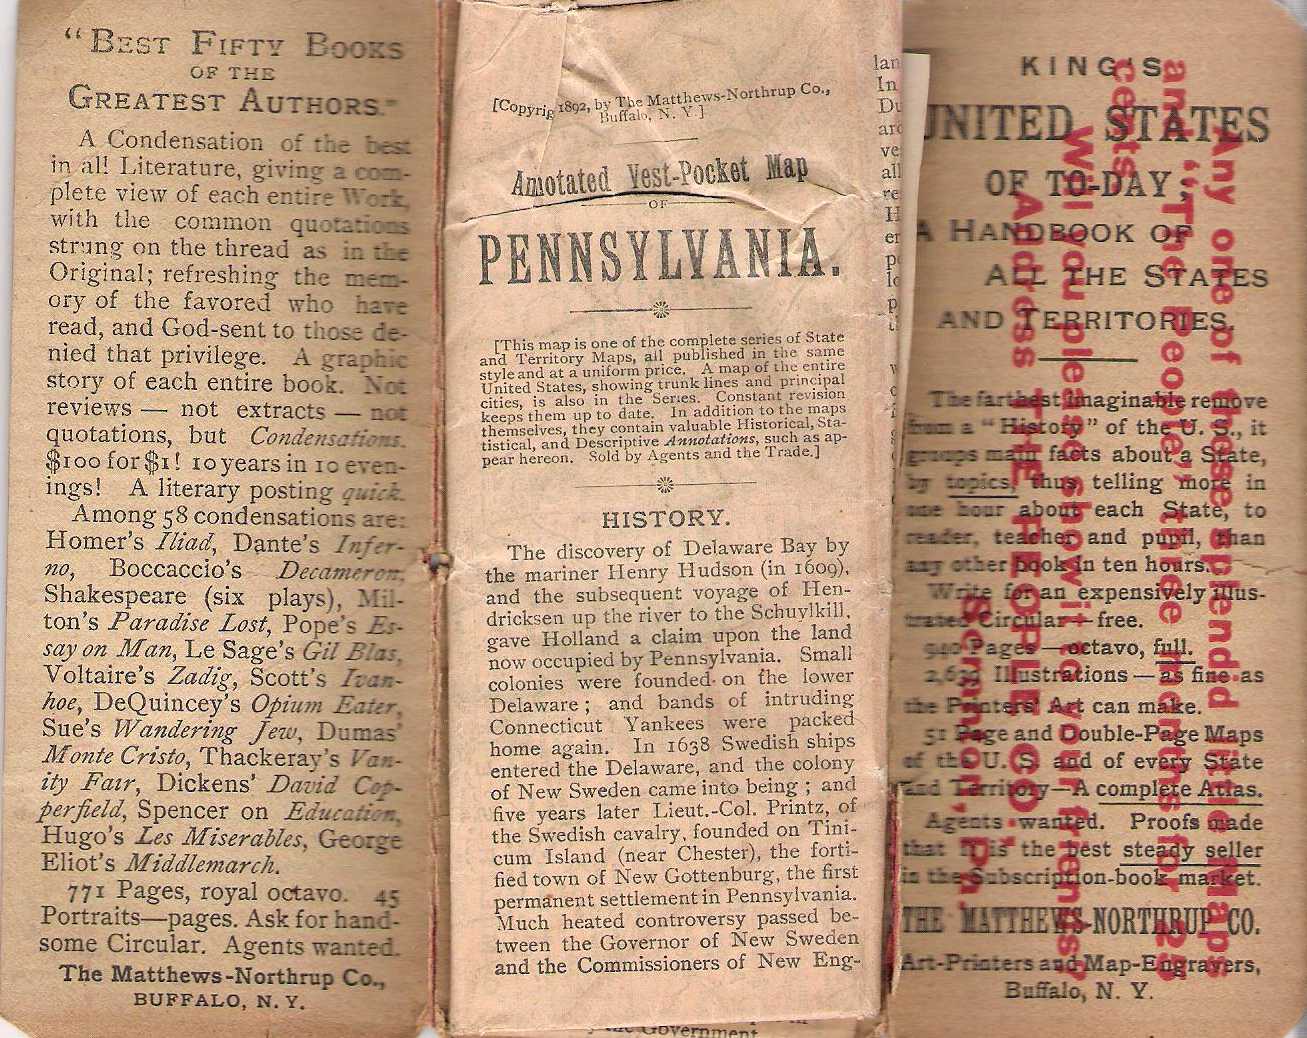 "BEST FIFTY BOOKS
OF THE
GREATEST AUTHORS."
A Condensation of the best
in all Literature, giving a com-
plete view of each entire Work,
with the common quotations
strung on the thread as in the
Original; refreshing the mem-
ory of the favored who have
read, and God-sent to those de-
nied that privilege. A graphic
story of each entire book. Not
reviews — not extracts — not
quotations, but Condensations.
$100 for $1! 10 years in 10 even-
ings! A literary posting quick.
Among 58 condensations are:
Homer's Iliad, Dante's Infer-
no, Boccaccio's Decameron,
Shakespeare (six plays), Mil-
ton's Paradise Lost, Pope's Es-
say on Man, Le Sage's Gil Blas,
Voltaire's Zadig, Scott's Ivan-
hoe, DeQuincey's Opium Eater,
Sue's Wandering Jew, Dumas'
Monte Cristo, Thackeray's Van-
ity Fair, Dickens' David Cop-
perfield, Spencer on Education,
Hugo's Les Miserables, George
Eliot's Middlemarch.
771 Pages, royal octavo. 45
Portraits—pages. Ask for hand-
some Circular. Agents wanted.
The Matthews-Northrup Co.,
BUFFALO, N. Y.
[Copyrig 1892, by The Matthews-Northrup Co.,
Buffalo, N. Y.]
Annotated Vest-Pocket Map
OF
PENNSYLVANIA.
[This map is one of the complete series of State
and Territory Maps, all published in the same
style and at a uniform price. A map of the entire
United States, showing trunk lines and principal
cities, is also in the Series. Constant revision
keeps them up to date. In addition to the maps
themselves, they contain valuable Historical, Sta-
tistical, and Descriptive Annotations, such as ap-
pear hereon. Sold by Agents and the Trade.]
HISTORY.
The discovery of Delaware Bay by
the mariner Henry Hudson (in 1609),
and the subsequent voyage of Hen-
dricksen up the river to the Schuylkill,
gave Holland a claim upon the land
now occupied by Pennsylvania. Small
colonies were founded on the lower
Delaware; and bands of intruding
Connecticut Yankees were packed
home again. In 1638 Swedish ships
entered the Delaware, and the colony
of New Sweden came into being; and
five years later Lieut.-Col. Printz, of
the Swedish cavalry, founded on Tini-
cum Island (near Chester), the forti-
fied town of New Gottenburg, the first
permanent settlement in Pennsylvania.
Much heated controversy passed be-
tween the Governor of New Sweden
and the Commissioners of New Eng-
the Government
KING'S
UNITED STATES
OF TO-DAY;
A HANDBOOK OF
ALL THE STATES
AND TERRITORIES.
The farthest imaginable remove
from a "History" of the U. S., it
groups main facts about a State,
by topics, thus telling more in
one hour about each State, to
reader, teacher and pupil, than
any other book in ten hours.
Write for an expensively illus-
trated Circular—free.
940 Pages—octavo, full.
2,639 Illustrations—as fine as
the Printers' Art can make.
51 Page and Double-Page Maps
of the U. S. and of every State
and Territory—A complete Atlas.
Agents wanted. Proofs made
that it is the best steady seller
in the Subscription-book market.
THE MATTHEWS-NORTHRUP CO.
Art-Printers and Map-Engravers,
Buffalo, N. Y.
Any one of these splendid little maps
and "The People," three months for 25
cents.
Will you please show it to your friends?
Address THE PEOPLE CO.,
Scranton, Pa.